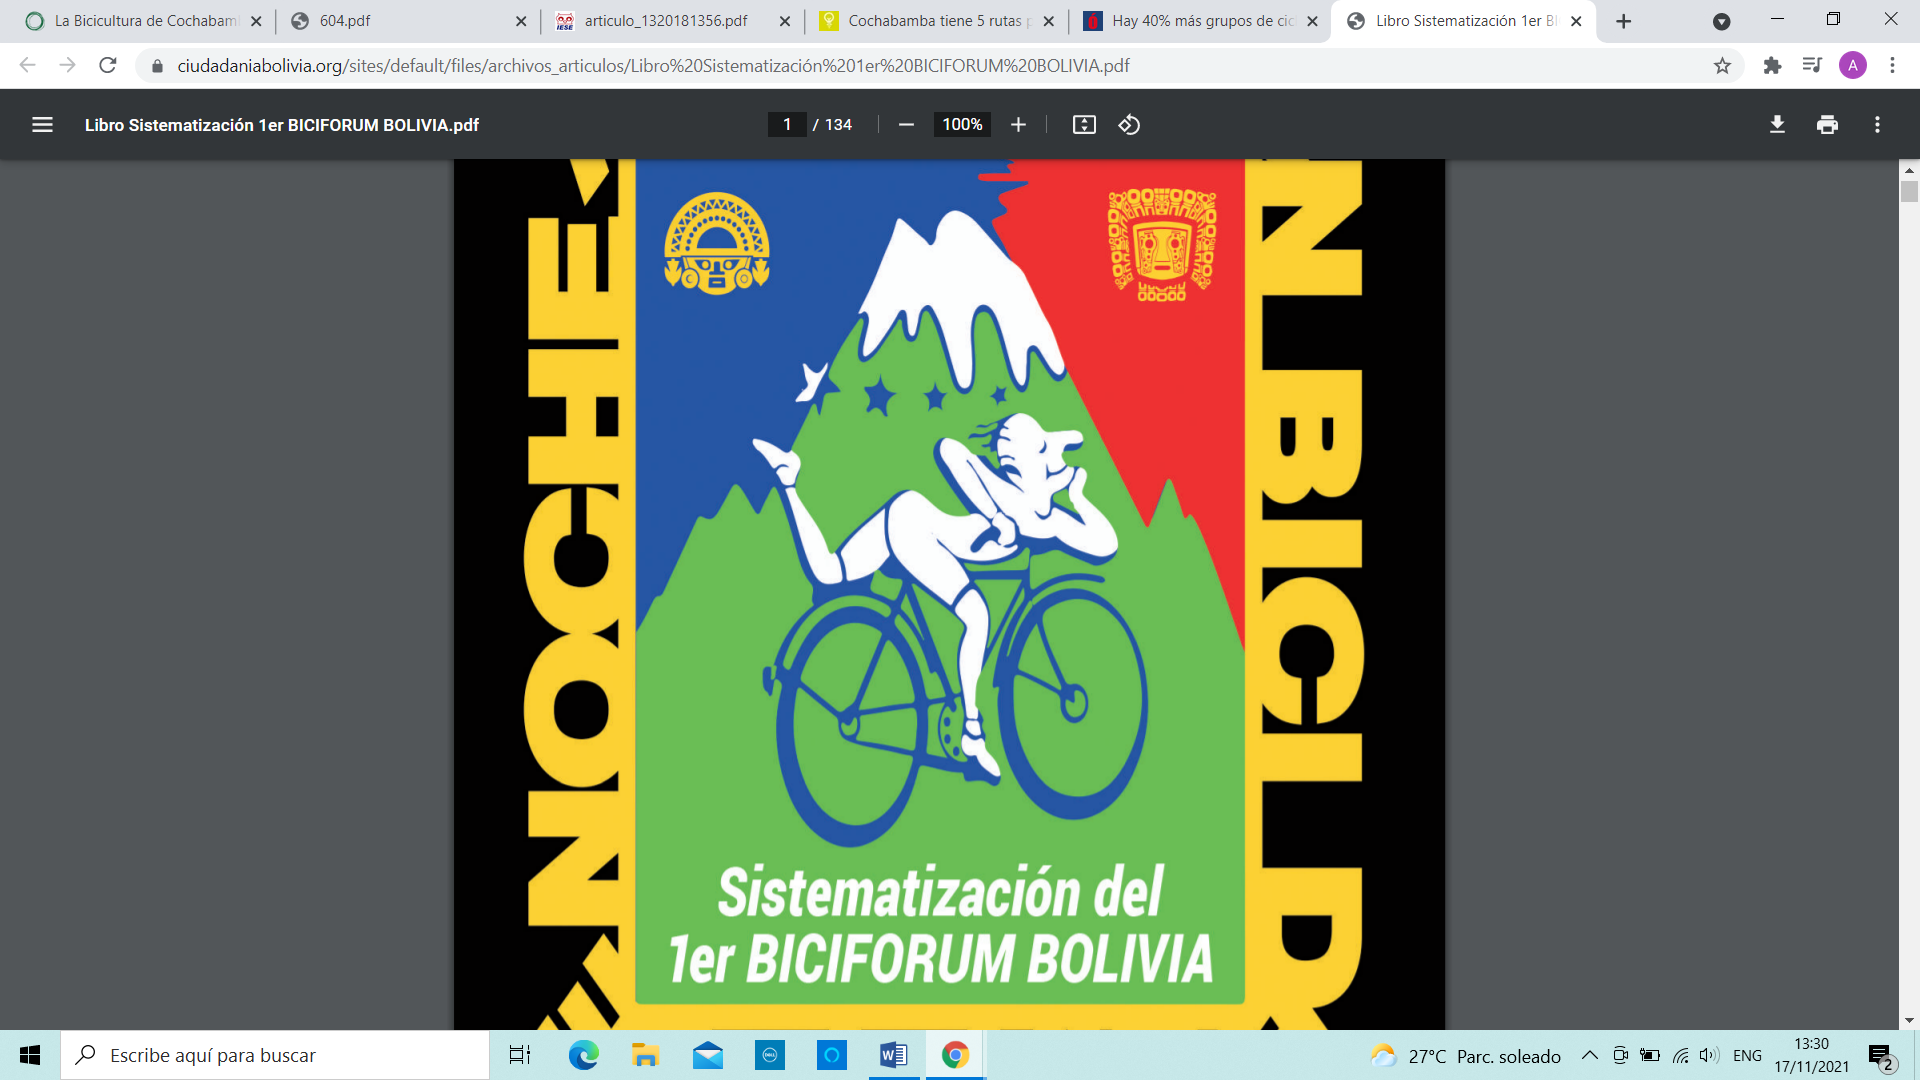 La Bicicultura de Cochabam
604.pdf
articulo_1320181356.pdf
Cochabamba tiene 5 rutas p
Hay 40% más grupos de cic
Libro Sistematización 1er B
ciudadaniabolivia.org/sites/default/files/archivos_articulos/Libro%20Sistematización%201er%20BICIFORUM%20BOLIVIA.pdf
A
Libro Sistematización 1er BICIFORUM BOLIVIA.pdf
1 / 134
100%
NOCHE
N BICI
Sistematización del
1er BICIFORUM BOLIVIA
Escribe aquí para buscar
27°C Parc. soleado
ENG
13:30
17/11/2021
2